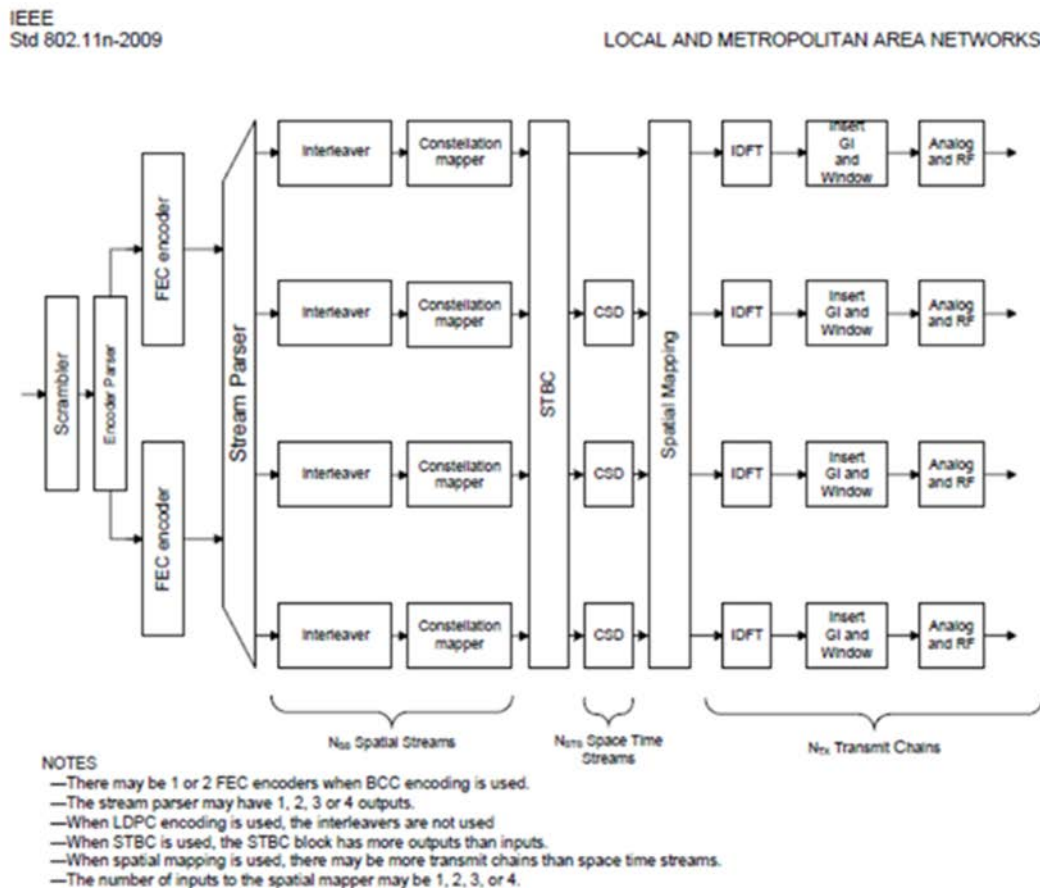 IEEE
Std 802.11n-2009
LOCAL AND METROPOLITAN AREA NETWORKS
Scrambler
Encoder Parser
FEC encoder
FEC encoder
Stream Parser
Interleaver
Constellation
mapper
Interleaver
Constellation
mapper
Interleaver
Constellation
mapper
Interleaver
Constellation
mapper
STBC
CSD
CSD
CSD
Spatial Mapping
IDFT
Insert
GI
and
Window
Analog
and RF
IDFT
Insert
GI and
Window
Analog
and RF
IDFT
Insert
GI and
Window
Analog
and RF
IDFT
Insert
GI and
Window
Analog
and RF
NSS Spatial Streams
NSTS Space Time
Streams
NTX Transmit Chains
NOTES
—There may be 1 or 2 FEC encoders when BCC encoding is used.
—The stream parser may have 1, 2, 3 or 4 outputs.
—When LDPC encoding is used, the interleavers are not used
—When STBC is used, the STBC block has more outputs than inputs.
—When spatial mapping is used, there may be more transmit chains than space time streams.
—The number of inputs to the spatial mapper may be 1, 2, 3, or 4.